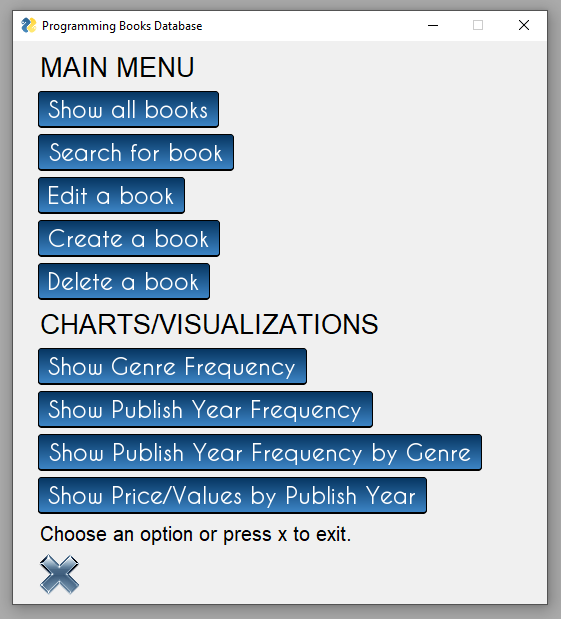 Programming Books Database
MAIN MENU
Show all books
Search for book
Edit a book
Create a book
Delete a book
CHARTS/VISUALIZATIONS
Show Genre Frequency
Show Publish Year Frequency
Show Publish Year Frequency by Genre
Show Price/Values by Publish Year
Choose an option or press x to exit.